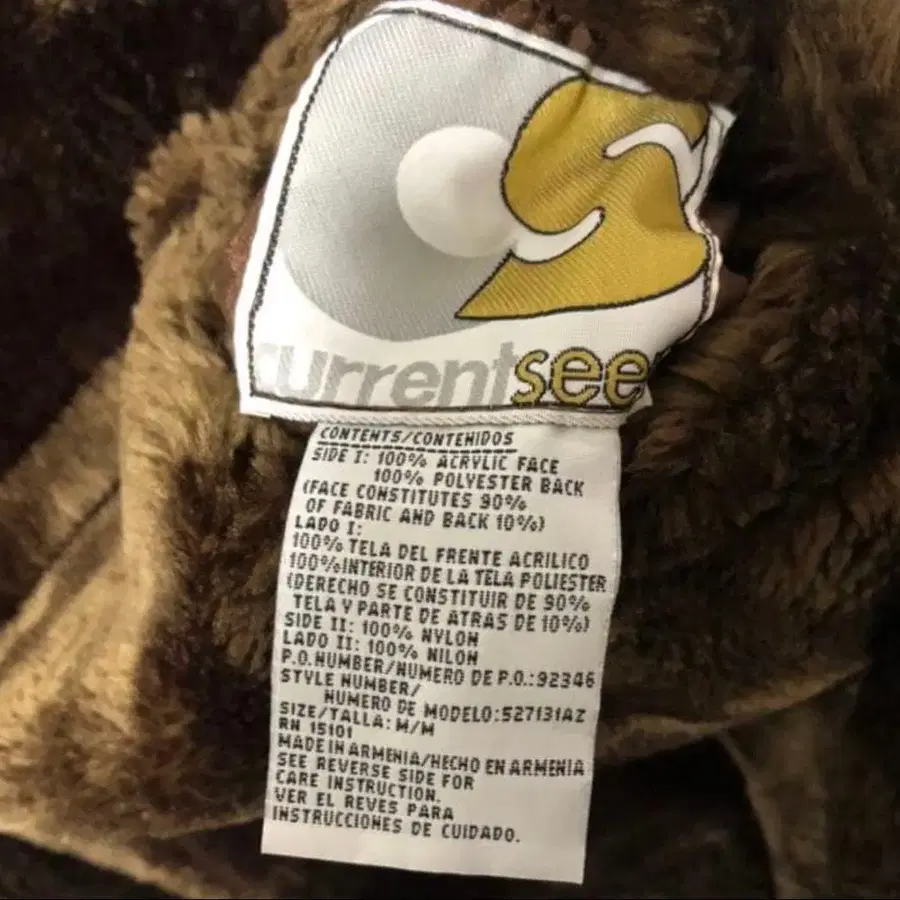 currentsee
CONTENTS/CONTENIDOS
SIDE I: 100% ACRYLIC FACE
100% POLYESTER BACK
(FACE CONSTITUTES 90%
OF FABRIC AND BACK 10%)
LADO I:
100% TELA DEL FRENTE ACRILICO
100%INTERIOR DE LA TELA POLIESTER
(DERECHO SE CONSTITUIR DE 90%
TELA Y PARTE DE ATRAS DE 10%)
SIDE II: 100% NYLON
LADO II: 100% NILON
P.O.NUMBER/NUMERO DE P.O.:92346
STYLE NUMBER/
NUMERO DE MODELO:527131AZ
SIZE/TALLA: M/M
RN 15101
MADE IN ARMENIA/HECHO EN ARMENIA
SEE REVERSE SIDE FOR
CARE INSTRUCTION.
VER EL REVES PARA
INSTRUCCIONES DE CUIDADO.